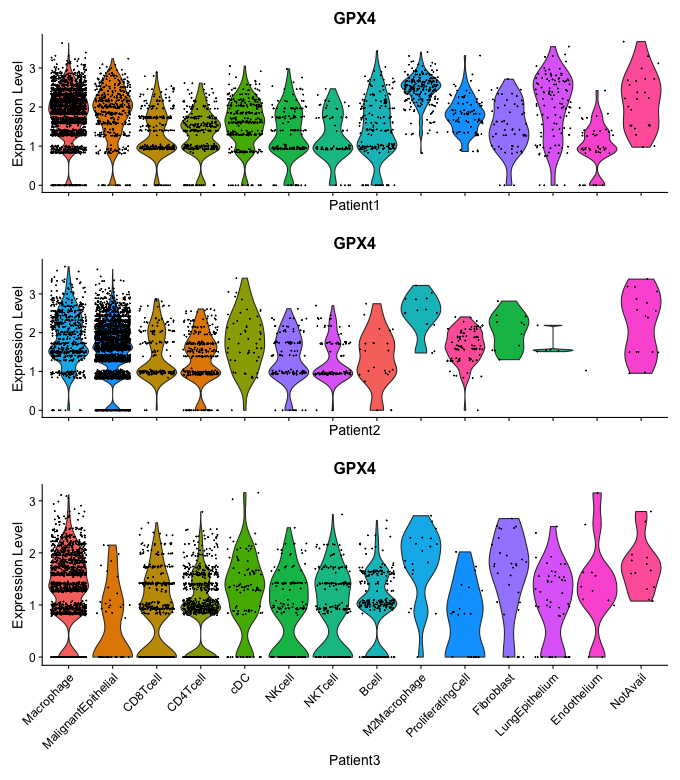 GPX4
Expression Level
3
2
1
0
Patient1
GPX4
Expression Level
3
2
1
0
Patient2
GPX4
Expression Level
3
2
1
0
Macrophage
MalignantEpithelial
CD8Tcell
CD4Tcell
cDC
NKcell
NKTcell
Bcell
M2Macrophage
ProliferatingCell
Fibroblast
LungEpithelium
Endothelium
NotAvail
Patient3